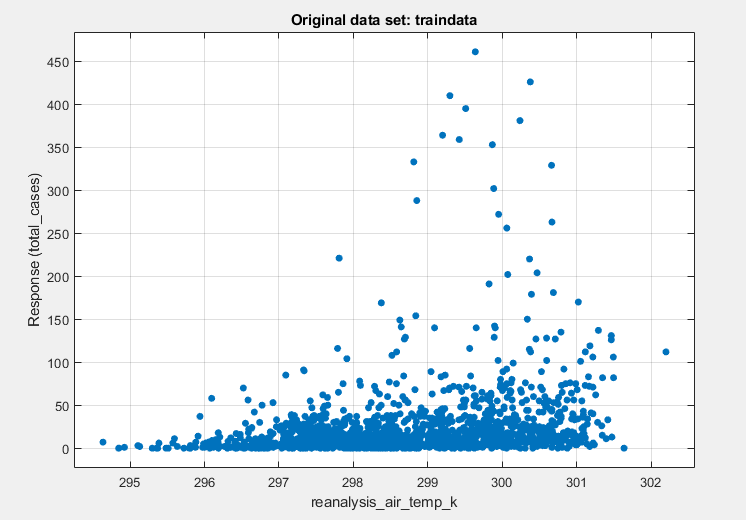 Original data set: traindata
Response (total_cases)
450
400
350
300
250
200
150
100
50
0
295 296 297 298 299 300 301 302
reanalysis_air_temp_k